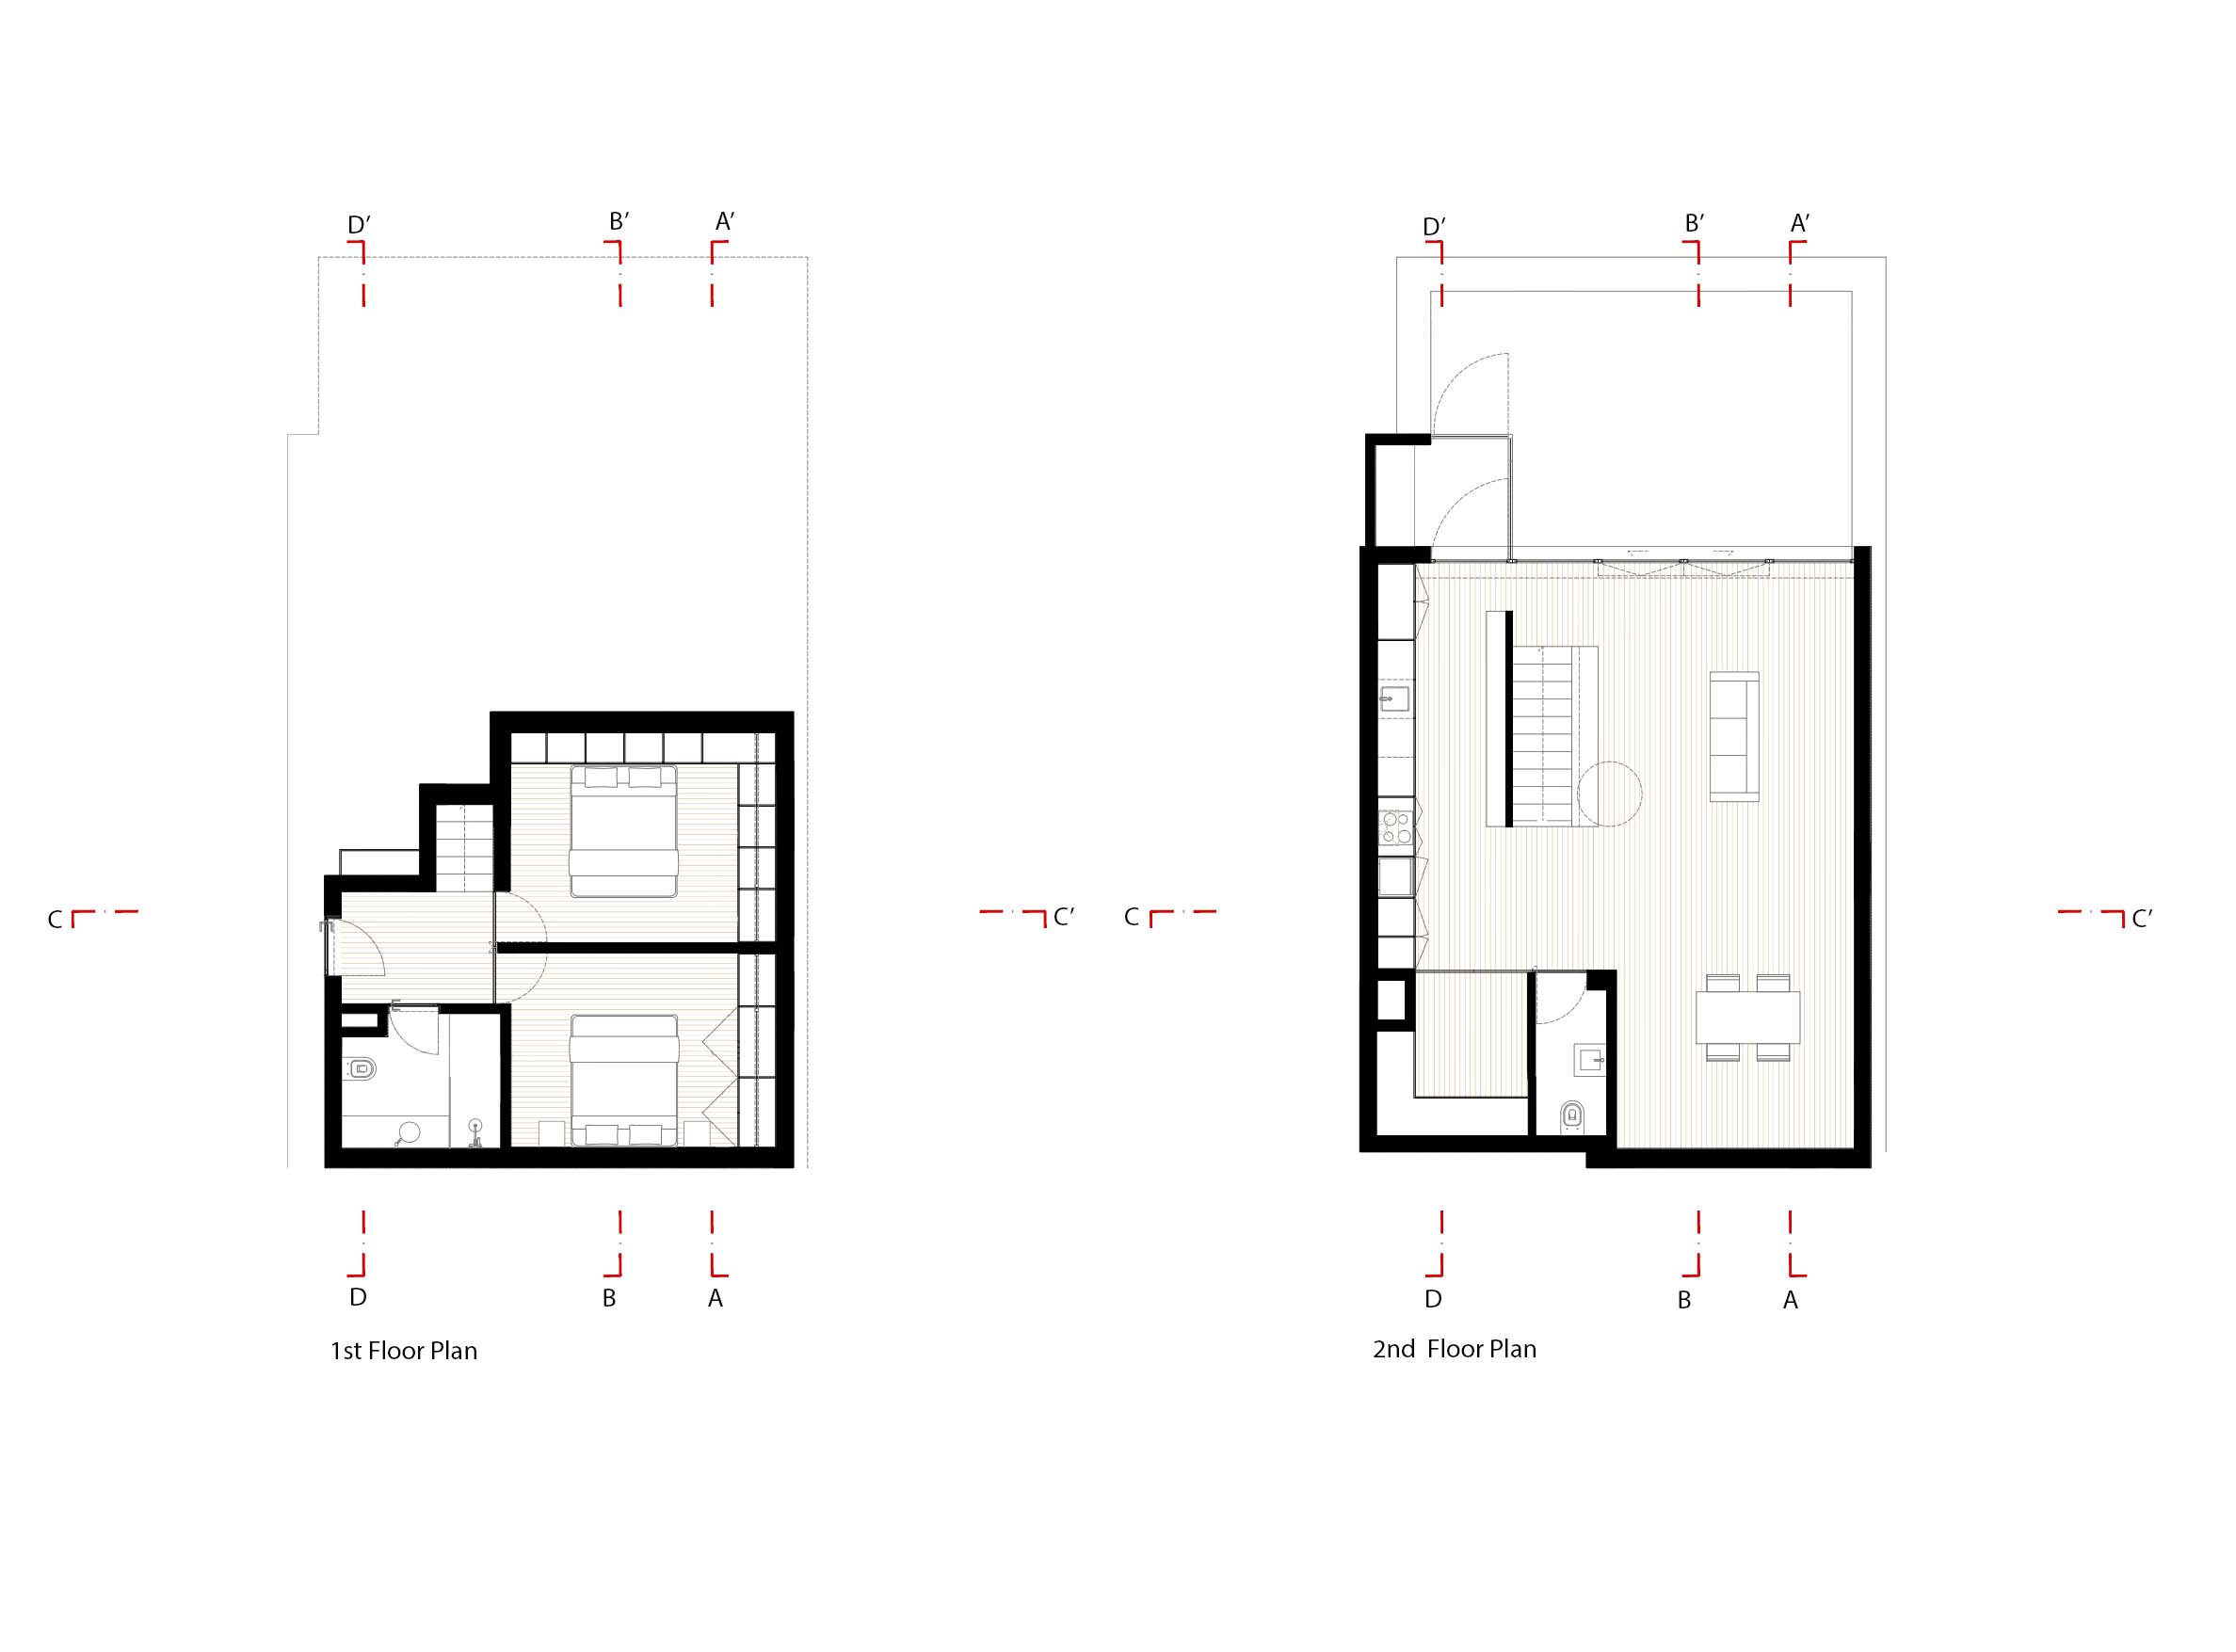 D’ B’ A’
D’ B’ A’
C C’
C C’
D B A
D B A
1st Floor Plan
2nd  Floor Plan